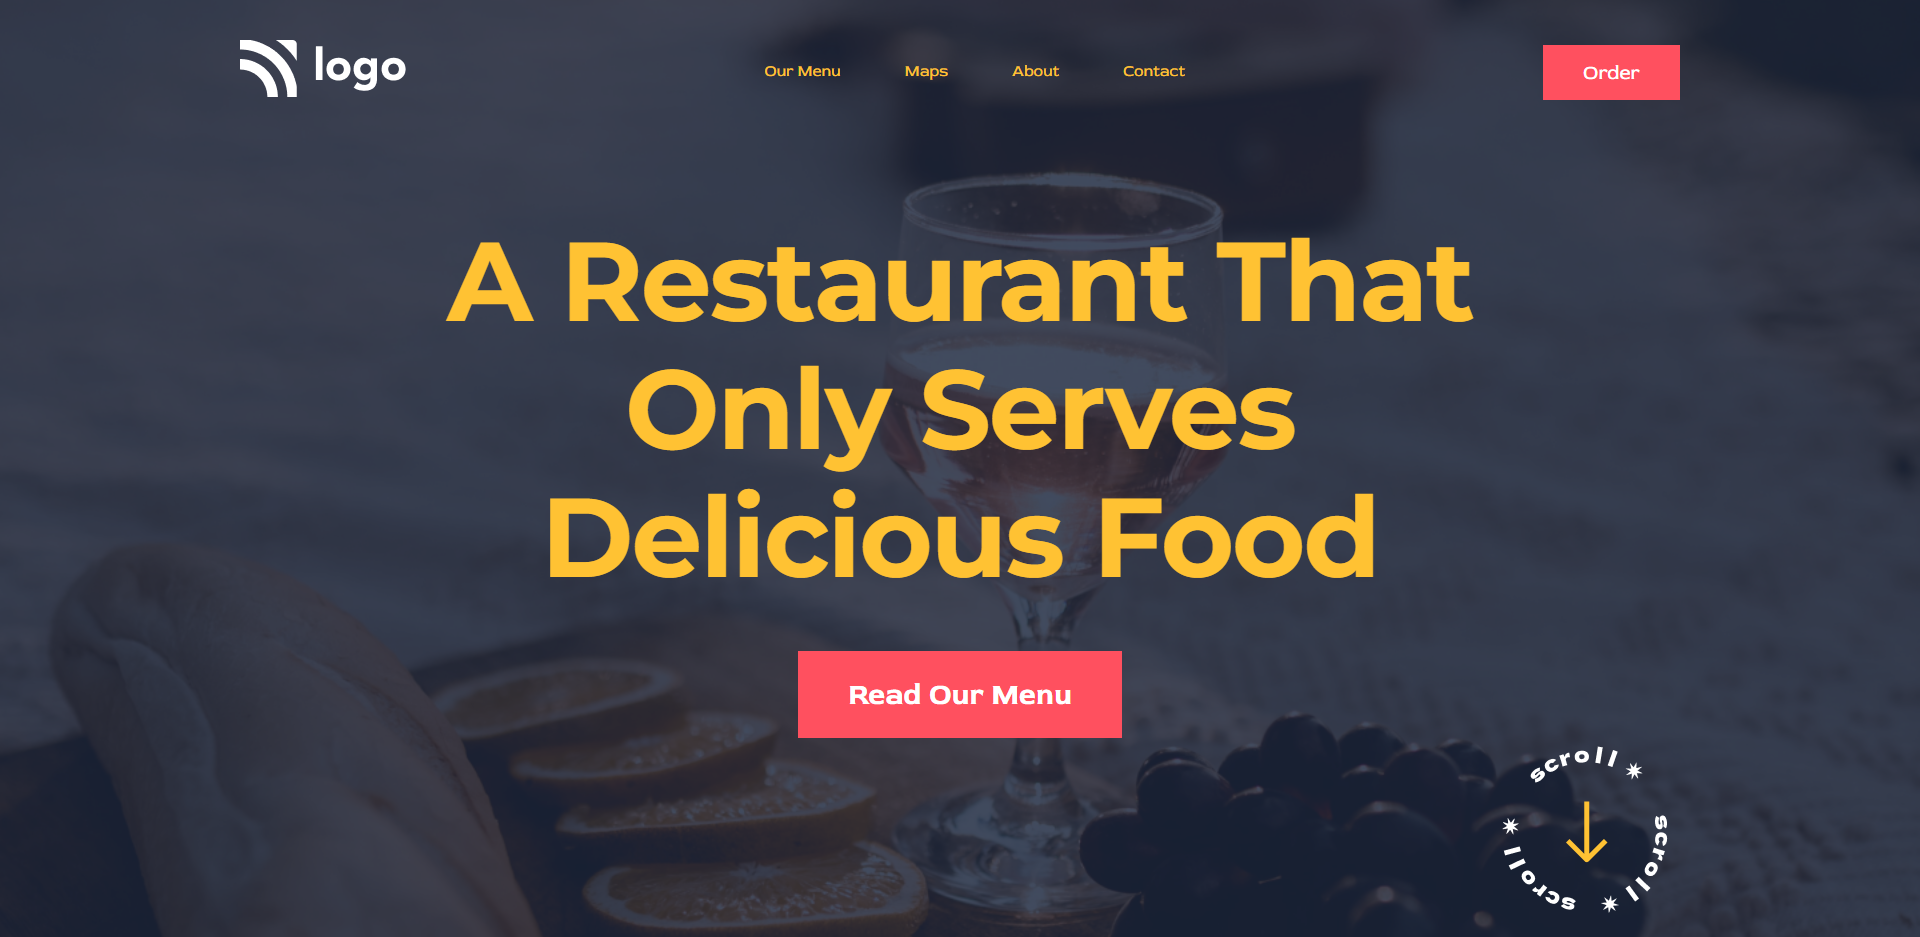 logo
Our Menu
Maps
About
Contact
Order
A Restaurant That
Only Serves
Delicious Food
Read Our Menu
scroll ✷ scroll ✷ scroll ✷